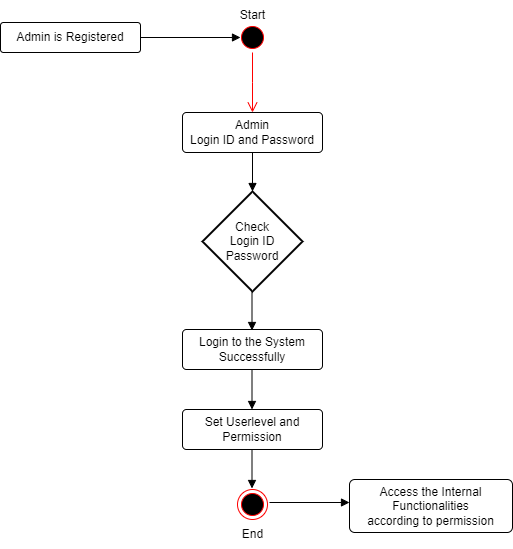 Start
Admin is Registered
Admin
Login ID and Password
Check
Login ID
Password
Login to the System
Successfully
Set Userlevel and
Permission
Access the Internal
Functionalities
according to permission
End